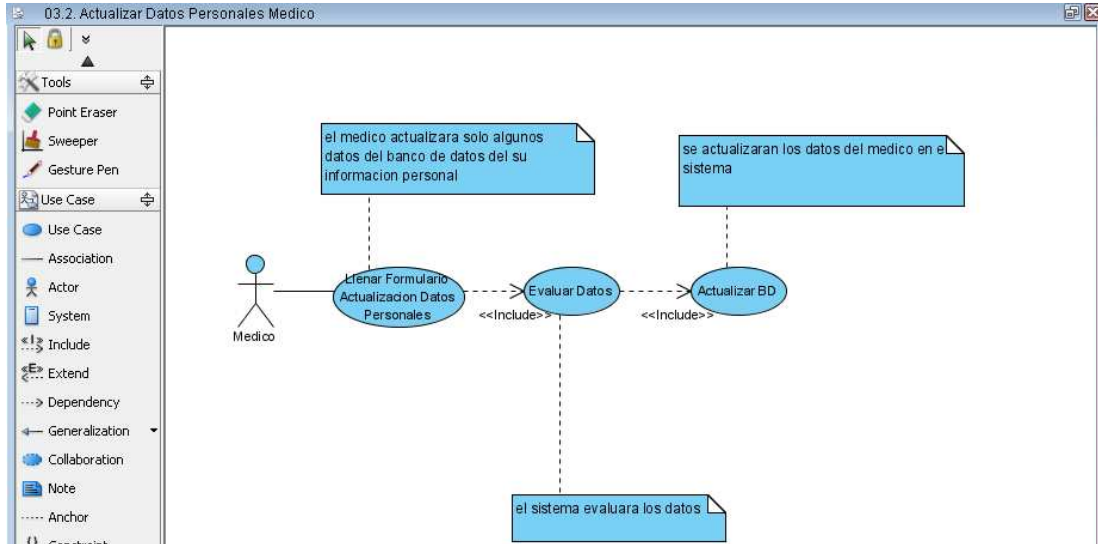 03.2. Actualizar Datos Personales Medico
Tools
Point Eraser
Sweeper
Gesture Pen
Use Case
Use Case
Association
Actor
System
Include
Extend
Dependency
Generalization
Collaboration
Note
Anchor
Constraint
el medico actualizara solo algunos
datos del banco de datos del su
informacion personal
se actualizaran los datos del medico en e
sistema
Medico
Llenar Formulario
Actualizacion Datos
Personales
<<Include>>
Evaluar Datos
<<Include>>
Actualizar BD
el sistema evaluara los datos